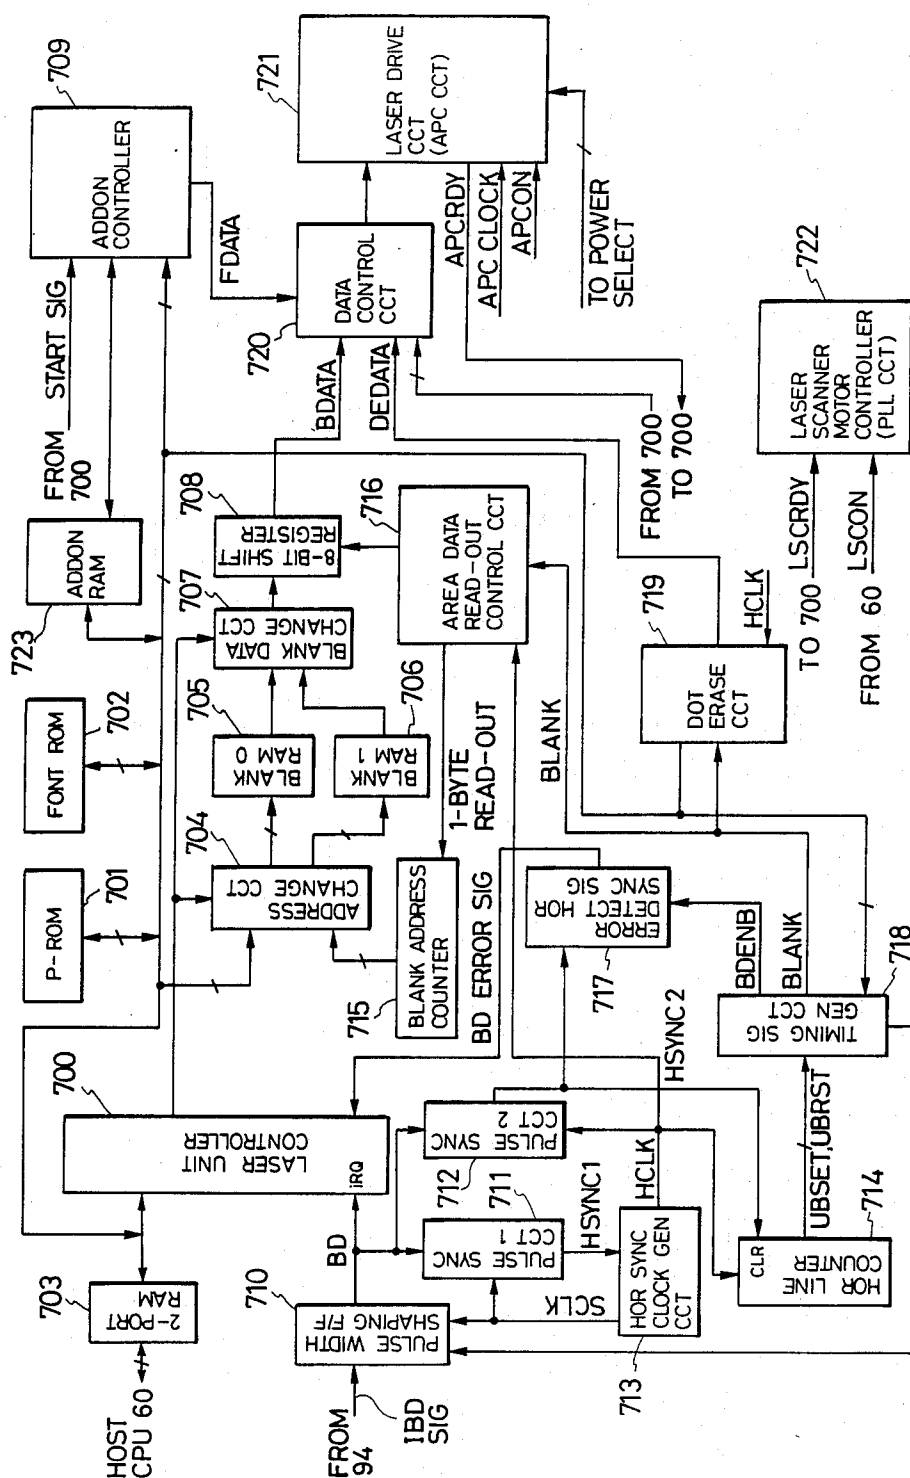 HOST
CPU 60
703
2-PORT
RAM
700
LASER UNIT
CONTROLLER
iRQ
P-ROM
701
FONT ROM
702
723
ADDON
RAM
FROM
700
START SIG
ADDON
CONTROLLER
709
FDATA
704
ADDRESS
CHANGE CCT
705
BLANK
RAM 0
BLANK
RAM 1
706
707
BLANK DATA
CHANGE CCT
708
8-BIT SHIFT
REGISTER
BDATA
720
DATA
CONTROL
CCT
DEDATA
721
LASER DRIVE
CCT
(APC CCT)
APCRDY
APC CLOCK
APCON
TO POWER
SELECT
715
BLANK ADDRESS
COUNTER
1-BYTE
READ-OUT
716
AREA DATA
READ-OUT
CONTROL CCT
FROM 700
TO 700
BD ERROR SIG
BLANK
FROM
94
IBD
SIG
710
PULSE WIDTH
SHAPING F/F
BD
711
PULSE SYNC
CCT 1
712
PULSE SYNC
CCT 2
SCLK
HSYNC1
HCLK
HSYNC2
713
HOR SYNC
CLOCK GEN
CCT
717
ERROR
DETECT HOR
SYNC SIG
BDENB
BLANK
CLR
HOR LINE
COUNTER
714
UBSET,UBRST
TIMING SIG
GEN CCT
718
719
DOT
ERASE
CCT
HCLK
TO 700
LSCRDY
FROM 60
LSCON
LASER
SCANNER
MOTOR
CONTROLLER
(PLL CCT)
722